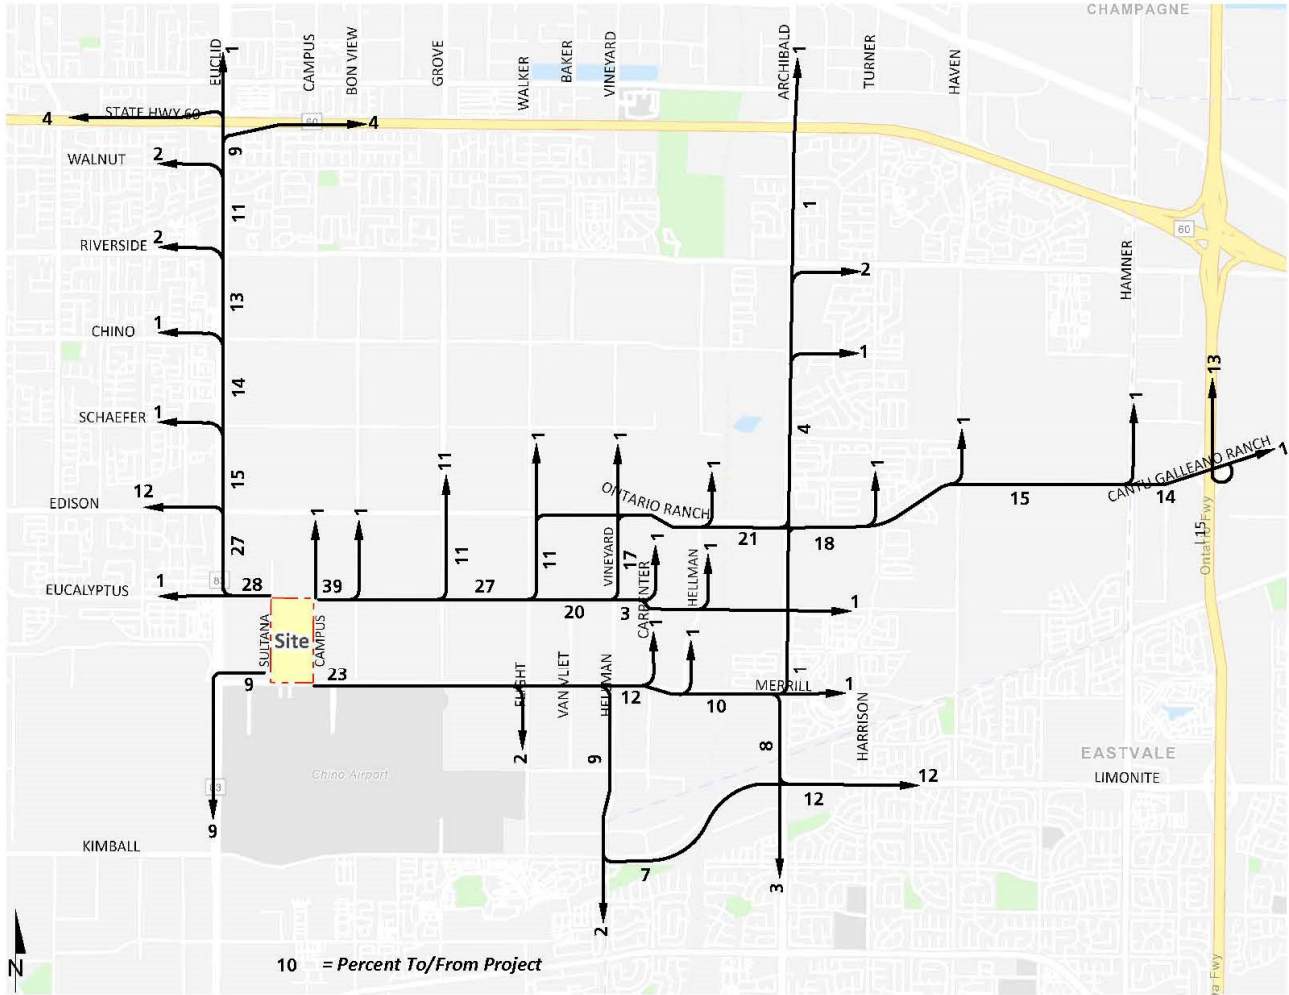 CHAMPAGNE
EUCLID
1
CAMPUS
BON VIEW
GROVE
WALKER
BAKER
VINEYARD
ARCHIBALD
1
TURNER
HAVEN
STATE HWY 60
4
60
4
9
WALNUT
2
11
1
RIVERSIDE
2
60
HAMNER
2
13
CHINO
1
1
13
14
SCHAEFER
1
1
4
1
1
1
15
11
1
1
CANTU GALLEANO RANCH
1
EDISON
12
ONTARIO RANCH
15
14
27
1
1
11
11
VINEYARD
17
1
21
18
I 15
Ontario Fwy
83
EUCALYPTUS
1
28
39
27
20
3
CARPENTER
HELLMAN
1
1
SULTANA
Site
CAMPUS
1
1
9
23
FLIGHT
VAN VLIET
HELLMAN
12
10
MERRILL
1
1
HARRISON
2
9
8
EASTVALE
LIMONITE
Chino Airport
83
12
12
9
KIMBALL
7
3
2
N
10 = Percent To/From Project
ia Fwy